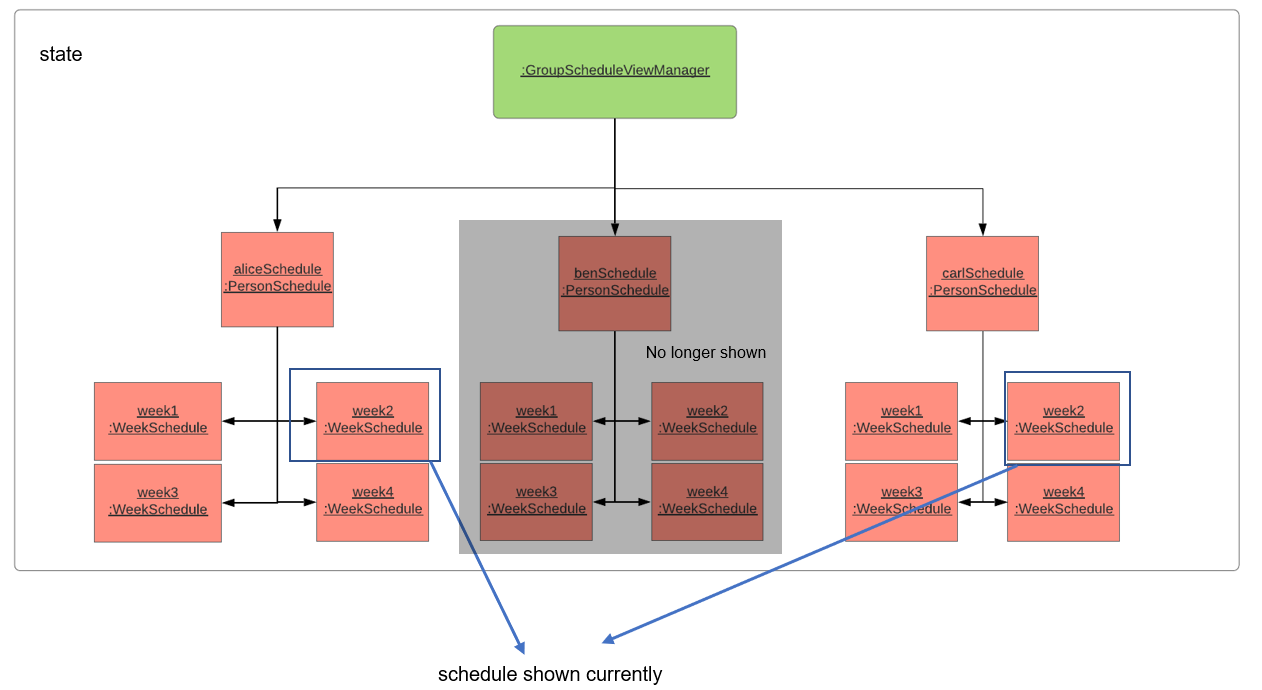 state
:GroupScheduleViewManager
aliceSchedule
:PersonSchedule
benSchedule
:PersonSchedule
carlSchedule
:PersonSchedule
No longer shown
week1
:WeekSchedule
week2
:WeekSchedule
week1
:WeekSchedule
week2
:WeekSchedule
week1
:WeekSchedule
week2
:WeekSchedule
week3
:WeekSchedule
week4
:WeekSchedule
week3
:WeekSchedule
week4
:WeekSchedule
week3
:WeekSchedule
week4
:WeekSchedule
schedule shown currently